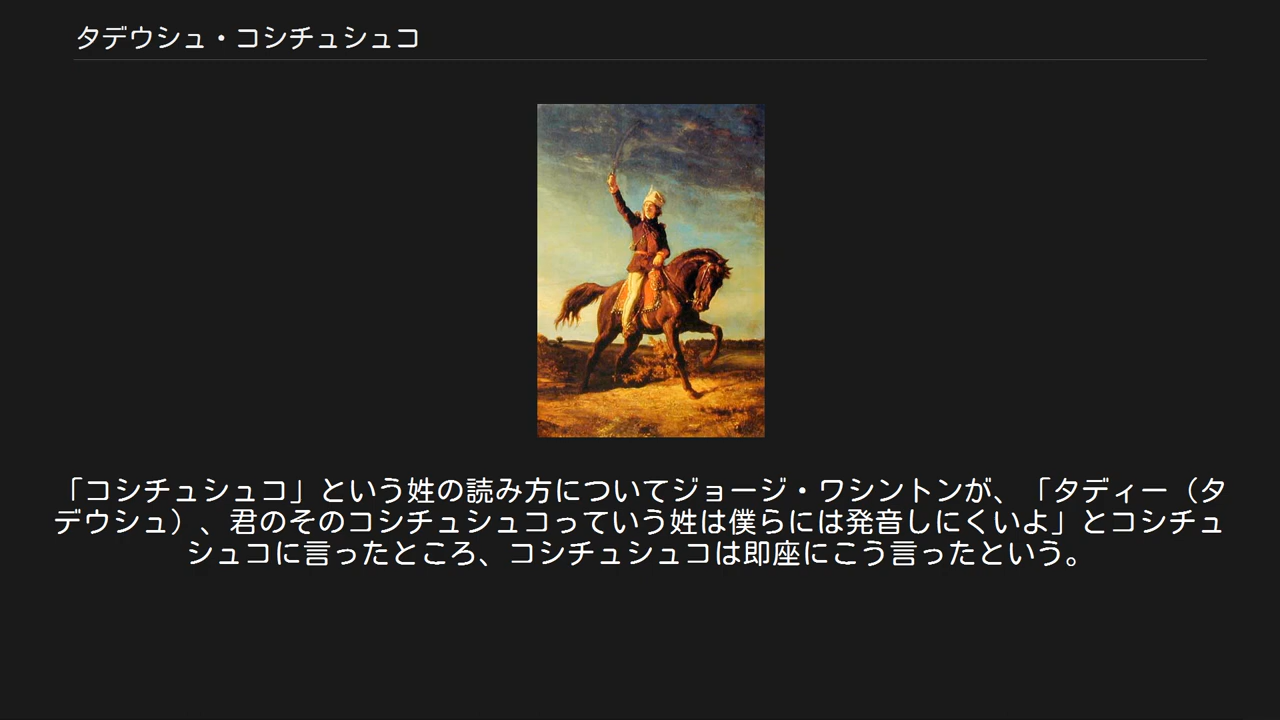 タデウシュ・コシチュシュコ
「コシチュシュコ」という姓の読み方についてジョージ・ワシントンが、「タディー（タ
デウシュ）、君のそのコシチュシュコっていう姓は僕らには発音しにくいよ」とコシチュ
シュコに言ったところ、コシチュシュコは即座にこう言ったという。